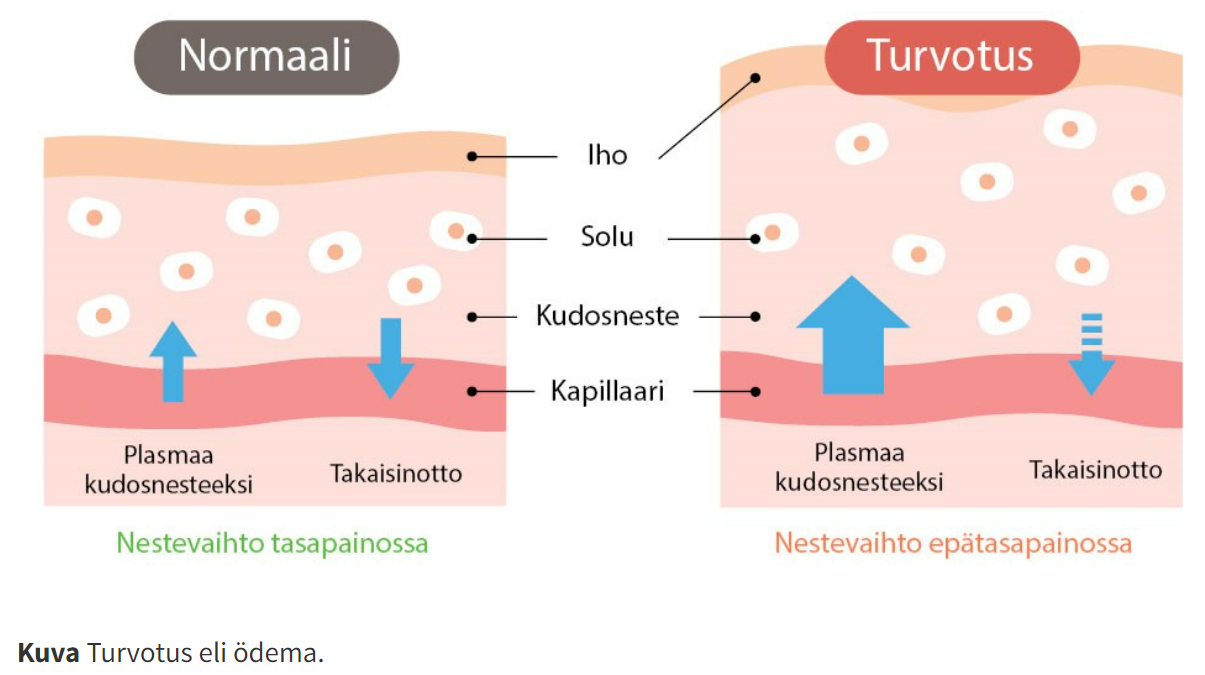 Normaali
Turvotus
Iho
Solu
Kudosneste
Kapillaari
Plasmaa
kudosnesteeksi
Takaisinotto
Plasmaa
kudosnesteeksi
Takaisinotto
Nestevaihto tasapainossa
Nestevaihto epätasapainossa
Kuva Turvotus eli ödema.